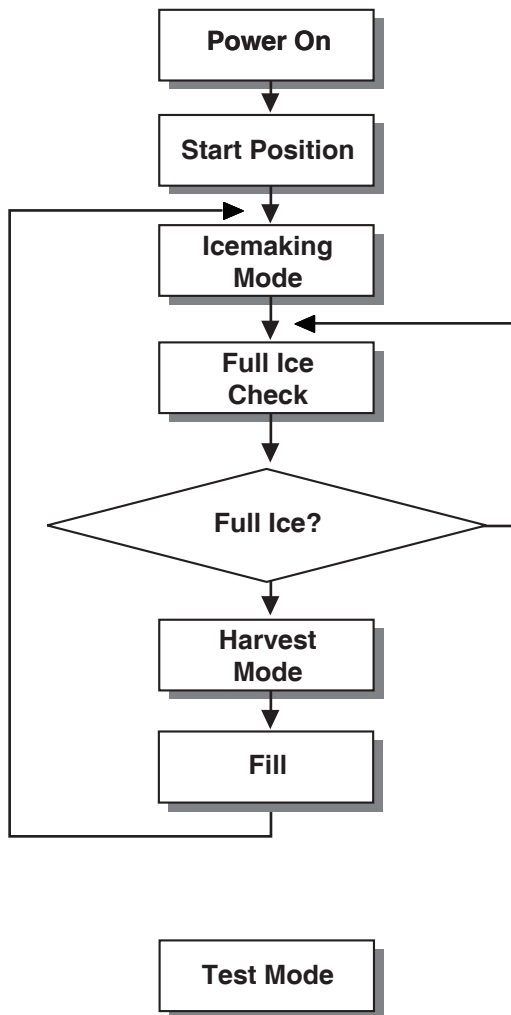 Power On
Start Position
Icemaking
Mode
Full Ice
Check
Full Ice?
Harvest
Mode
Fill
Test Mode